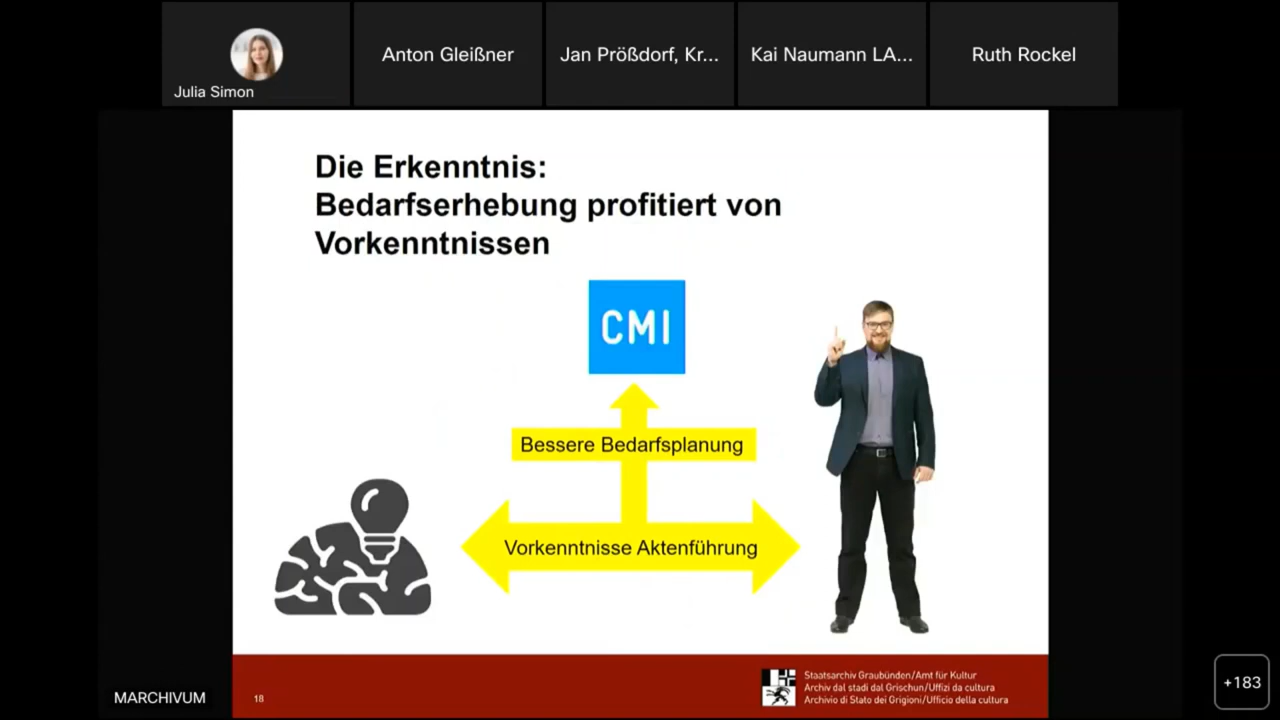 Julia Simon
Anton Gleißner
Jan Prößdorf, Kr...
Kai Naumann LA...
Ruth Rockel
Die Erkenntnis:
Bedarfserhebung profitiert von
Vorkenntnissen
CMI
Bessere Bedarfsplanung
Vorkenntnisse Aktenführung
MARCHIVUM
18
Staatsarchiv Graubünden/Amt für Kultur
Archiv dal stadi dal Grischun/Uffizi da cultura
Archivio di Stato dei Grigioni/Ufficio della cultura
+183